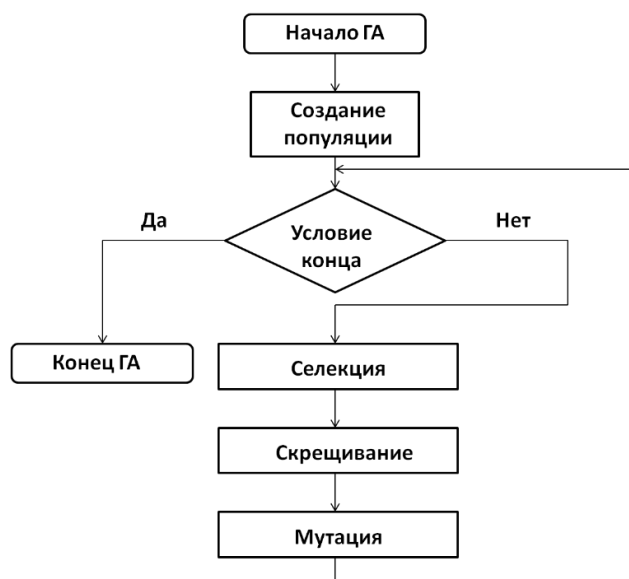 Начало ГА
Создание
популяции
Да
Нет
Условие
конца
Конец ГА
Селекция
Скрещивание
Мутация